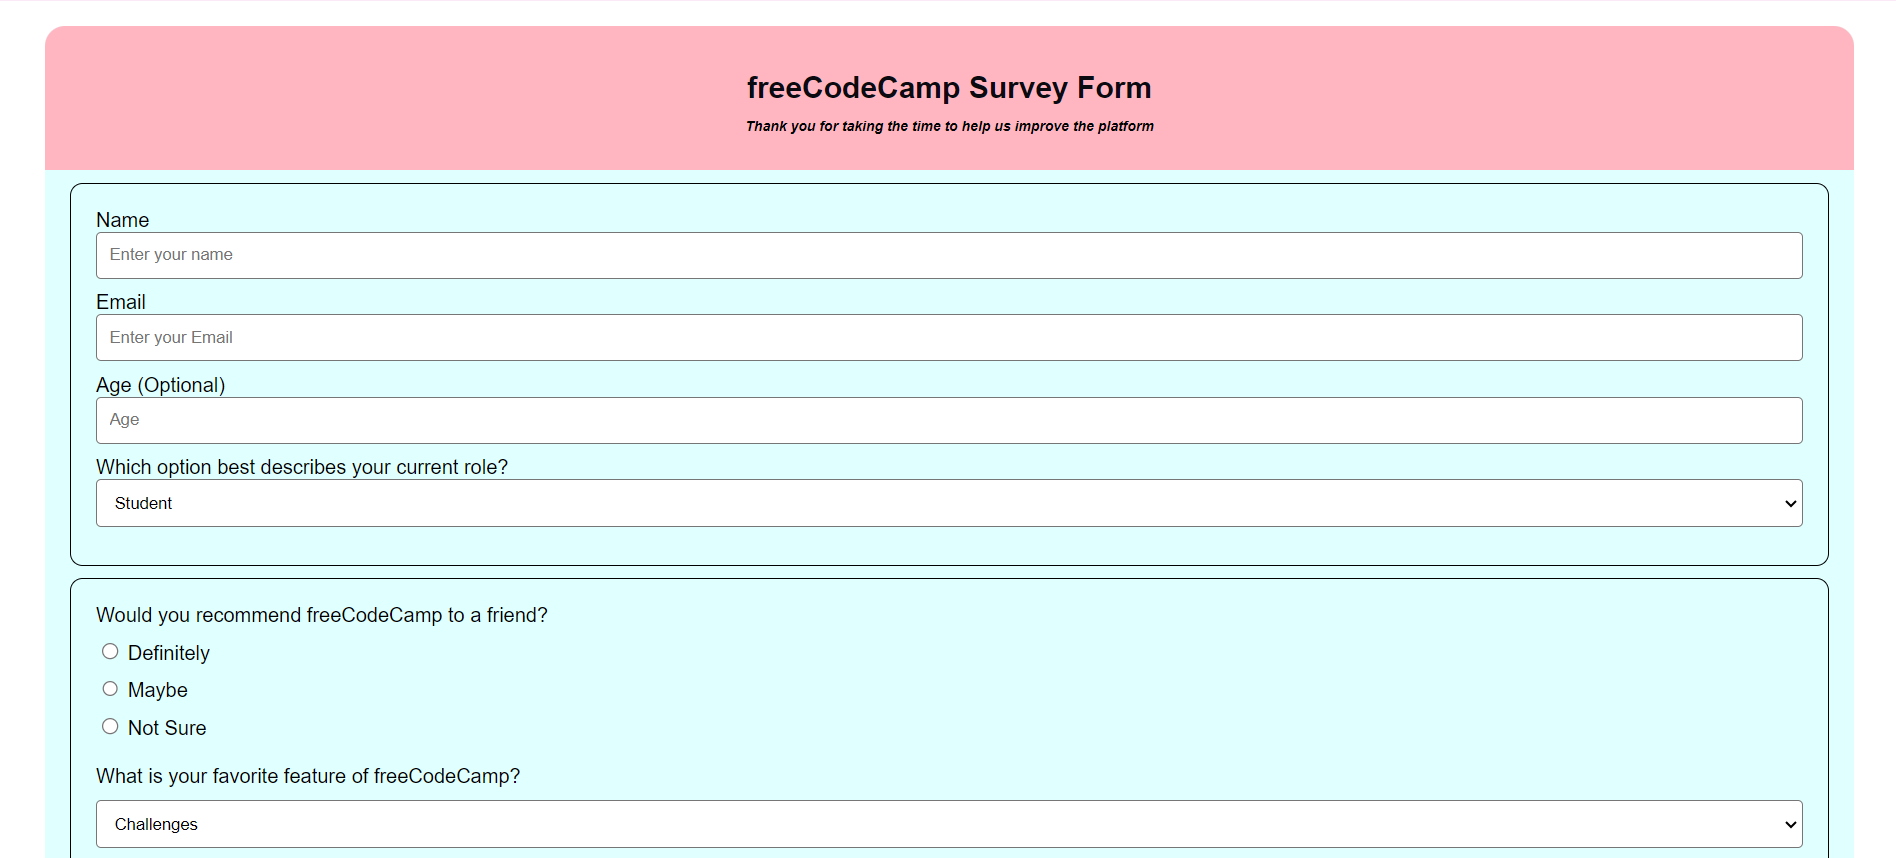 freeCodeCamp Survey Form
Thank you for taking the time to help us improve the platform
Name
Enter your name
Email
Enter your Email
Age (Optional)
Age
Which option best describes your current role?
Student
Would you recommend freeCodeCamp to a friend?
Definitely
Maybe
Not Sure
What is your favorite feature of freeCodeCamp?
Challenges